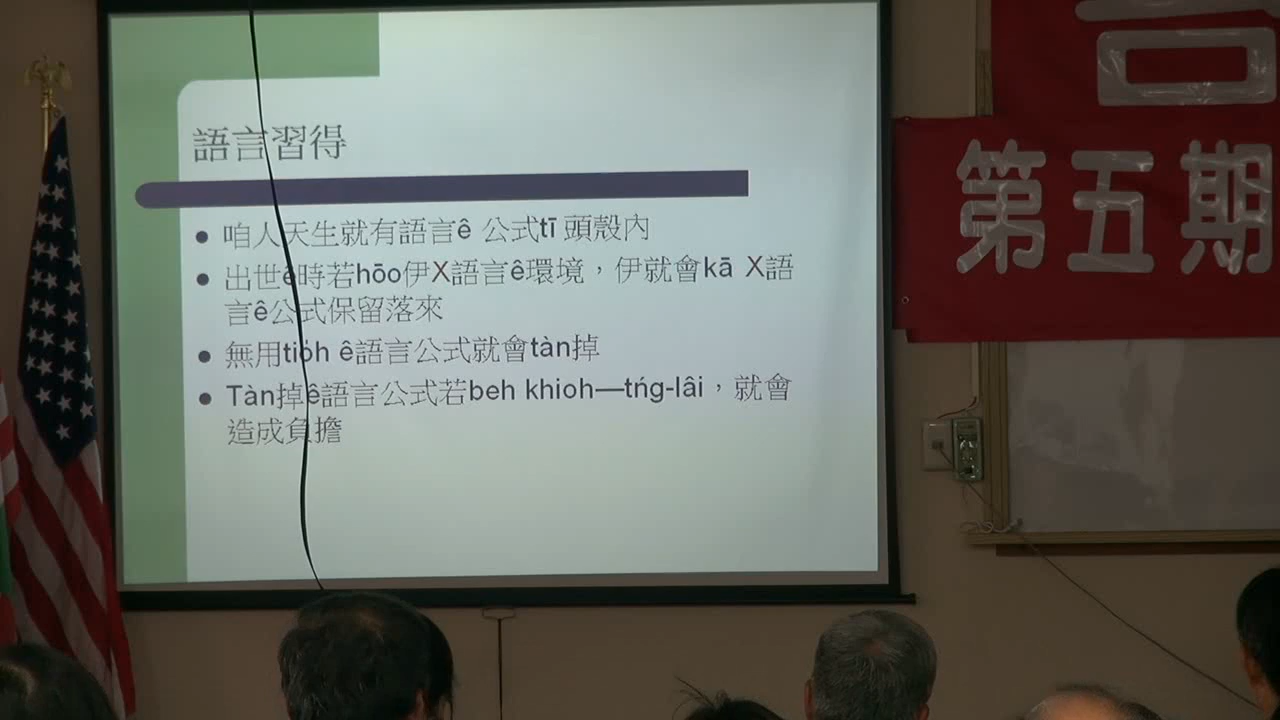 語言習得
咱人天生就有語言ê 公式tī 頭殼內
出世ê時若hōo伊X語言ê環境，伊就會kā X語
言ê公式保留落來
無用tio̍h ê語言公式就會tàn掉
Tàn掉ê語言公式若beh khioh—tńg-lâi，就會
造成負擔
言
第五期